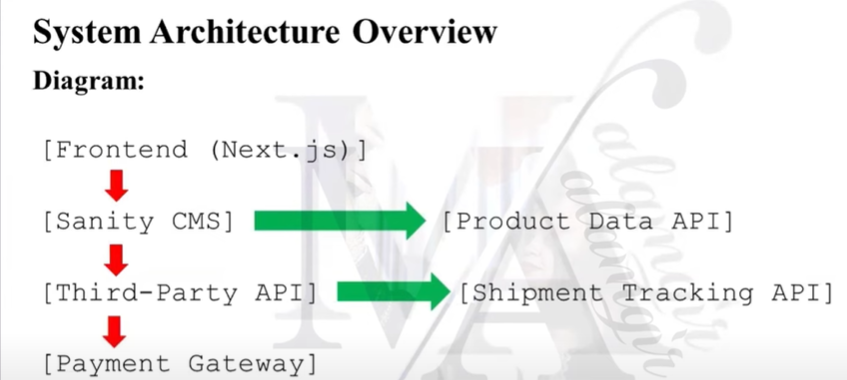 System Architecture Overview
Diagram:
[Frontend (Next.js)]
[Sanity CMS] [Product Data API]
[Third-Party API] [Shipment Tracking API]
[Payment Gateway]